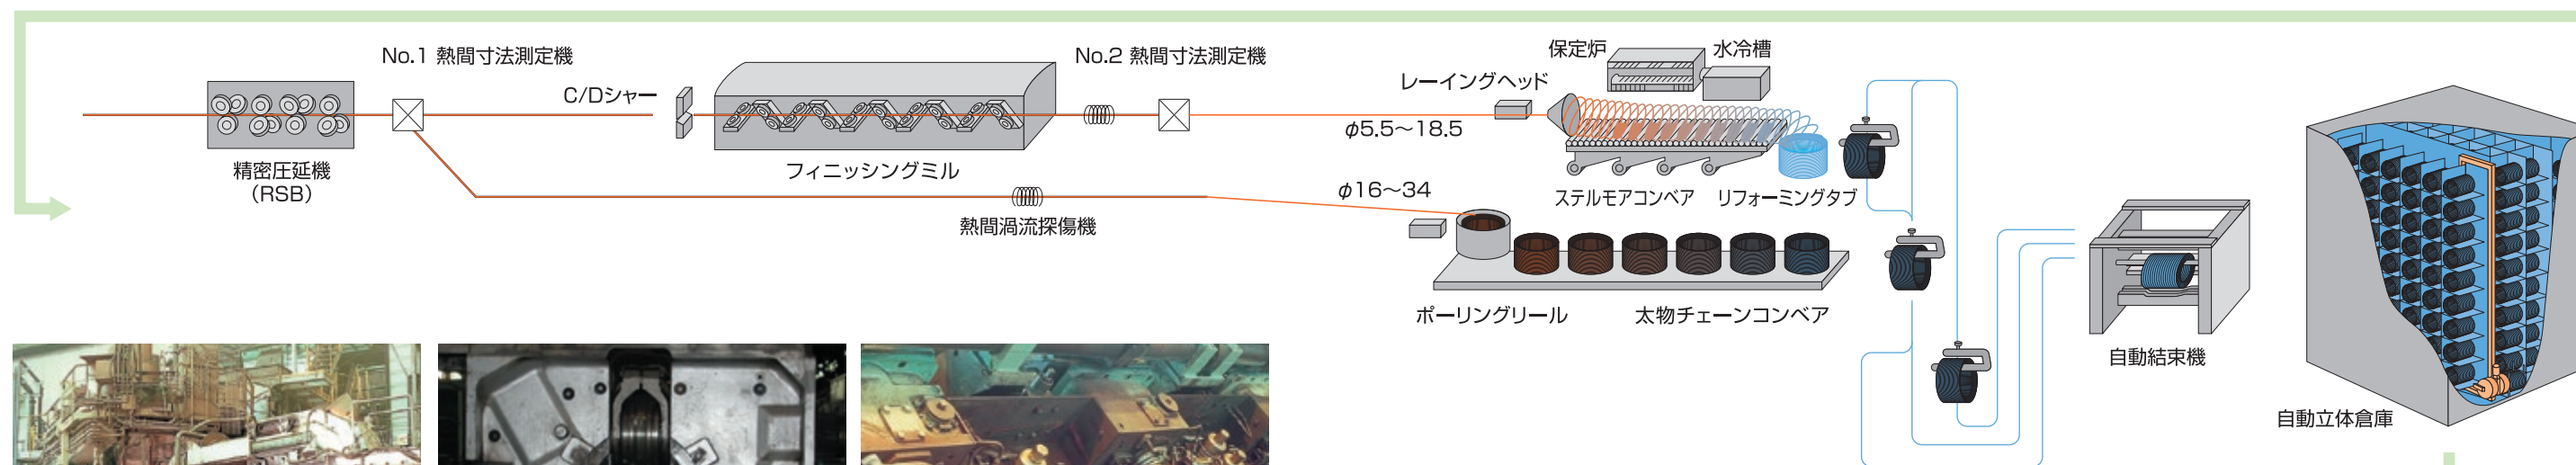 No.1 熱間寸法測定機
No.2 熱間寸法測定機
保定炉
水冷槽
レーイングヘッド
C/Dシャー
φ5.5〜18.5
精密圧延機
(RSB)
フィニッシングミル
φ16〜34
ステルモアコンベア
リフォーミングタブ
熱間渦流探傷機
ポーリングリール
太物チェーンコンベア
自動結束機
自動立体倉庫